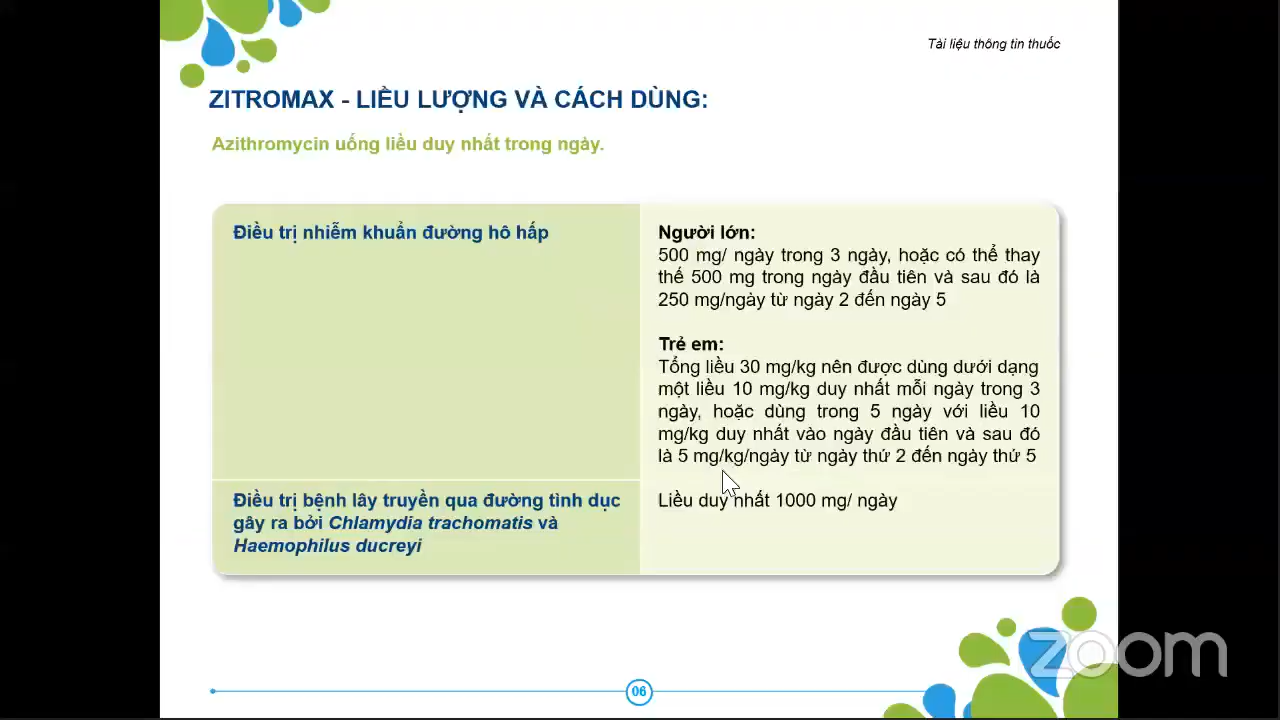 Tài liệu thông tin thuốc
ZITROMAX - LIỀU LƯỢNG VÀ CÁCH DÙNG:
Azithromycin uống liều duy nhất trong ngày.
Điều trị nhiễm khuẩn đường hô hấp
Người lớn:
500 mg/ ngày trong 3 ngày, hoặc có thể thay
thế 500 mg trong ngày đầu tiên và sau đó là
250 mg/ngày từ ngày 2 đến ngày 5
Trẻ em:
Tổng liều 30 mg/kg nên được dùng dưới dạng
một liều 10 mg/kg duy nhất mỗi ngày trong 3
ngày, hoặc dùng trong 5 ngày với liều 10
mg/kg duy nhất vào ngày đầu tiên và sau đó
là 5 mg/kg/ngày từ ngày thứ 2 đến ngày thứ 5
Điều trị bệnh lây truyền qua đường tình dục
gây ra bởi Chlamydia trachomatis và
Haemophilus ducreyi
Liều duy nhất 1000 mg/ ngày
06
zoom